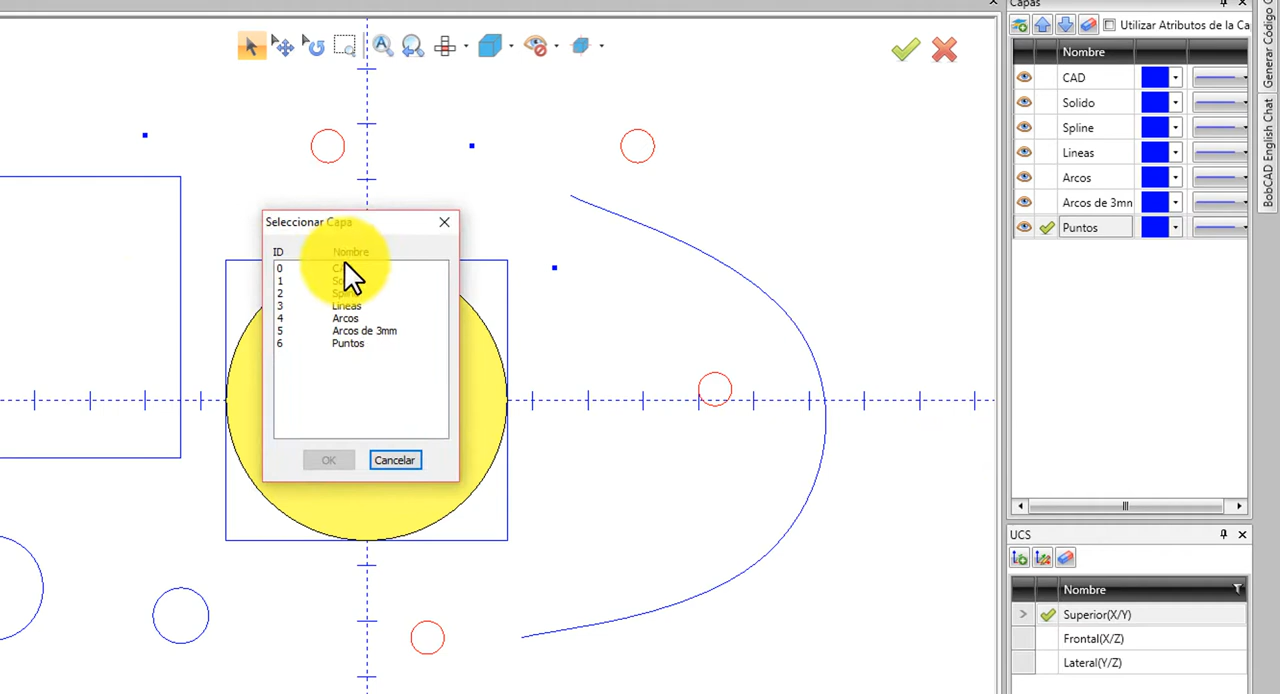 Capas
Utilizar Atributos de la Ca
Nombre
CAD
Solido
Spline
Lineas
Arcos
Arcos de 3mn
Puntos
Generar Código G
BobCAD English Chat
Seleccionar Capa
ID Nombre
0
1
2 Spline
3 Lineas
4 Arcos
5 Arcos de 3mm
6 Puntos
OK Cancelar
UCS
Nombre
Superior(X/Y)
Frontal(X/Z)
Lateral(Y/Z)